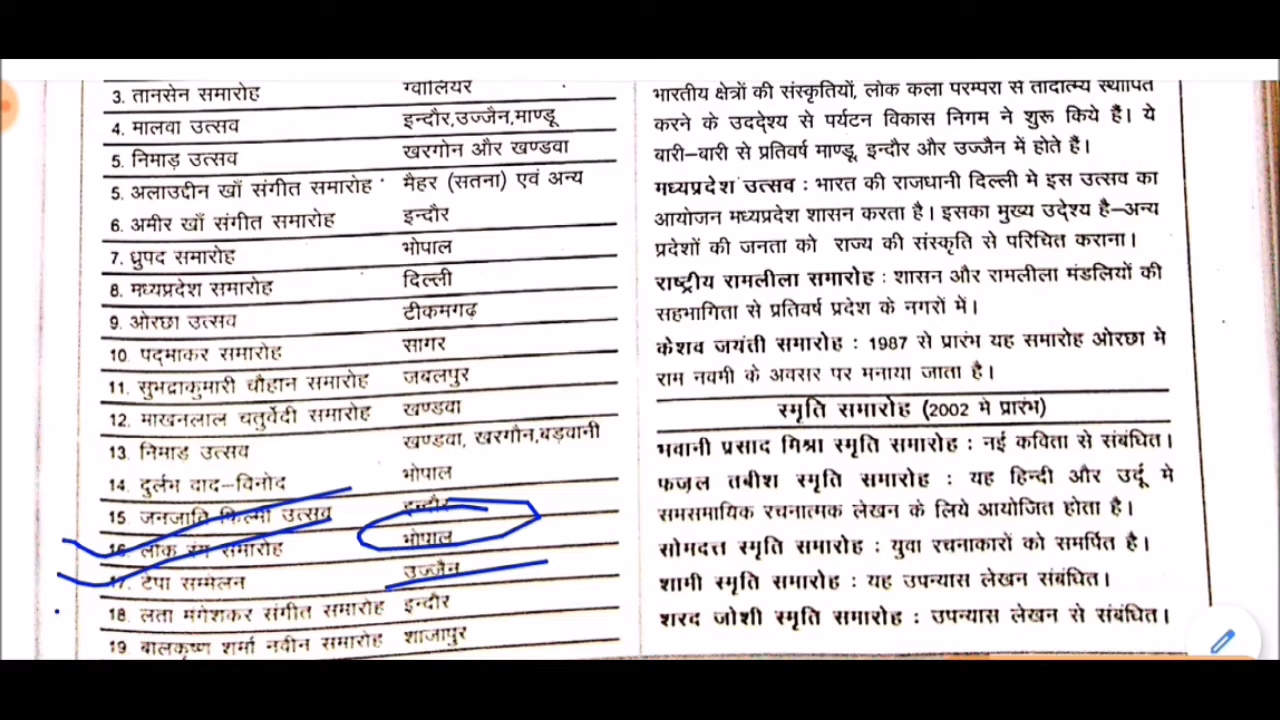 3. तानसेन समारोह ग्वालियर
4. मालवा उत्सव इन्दौर,उज्जैन,माण्डू
5. निमाड़ उत्सव खरगोन और खण्डवा
5. अलाउद्दीन खाँ संगीत समारोह मैहर (सतना) एवं अन्य
6. अमीर खाँ संगीत समारोह इन्दौर
7. ध्रुपद समारोह भोपाल
8. मध्यप्रदेश समारोह दिल्ली
9. ओरछा उत्सव टीकमगढ़
10. पद्माकर समारोह सागर
11. सुभद्राकुमारी चौहान समारोह जबलपुर
12. माखनलाल चतुर्वेदी समारोह खण्डवा
13. निमाड़ उत्सव खण्डवा, खरगौन,बड़वानी
14. दुर्लभ वाद-विनोद भोपाल
15. जनजाति फिल्मी उत्सव इन्दौर
16. लोक रंग समारोह भोपाल
17. टेपा सम्मेलन उज्जैन
18. लता मंगेशकर संगीत समारोह इन्दौर
19. बालकृष्ण शर्मा नवीन समारोह शाजापुर
भारतीय क्षेत्रों की संस्कृतियों, लोक कला परम्परा से तादात्म्य स्थापित
करने के उददेश्य से पर्यटन विकास निगम ने शुरू किये हैं। ये
बारी-बारी से प्रतिवर्ष माण्डू, इन्दौर और उज्जैन में होते हैं।
मध्यप्रदेश उत्सव : भारत की राजधानी दिल्ली मे इस उत्सव का
आयोजन मध्यप्रदेश शासन करता है। इसका मुख्य उदेश्य है-अन्य
प्रदेशों की जनता को राज्य की संस्कृति से परिचित कराना।
राष्ट्रीय रामलीला समारोह : शासन और रामलीला मंडलियों की
सहभागिता से प्रतिवर्ष प्रदेश के नगरों में।
केशव जयंती समारोह : 1987 से प्रारंभ यह समारोह ओरछा मे
राम नवमी के अवसर पर मनाया जाता है।
स्मृति समारोह (2002 मे प्रारंभ)
भवानी प्रसाद मिश्रा स्मृति समारोह : नई कविता से संबंधित।
फज़ल तबीश स्मृति समारोह : यह हिन्दी और उर्दू मे
समसामायिक रचनात्मक लेखन के लिये आयोजित होता है।
सोमदत्त स्मृति समारोह : युवा रचनाकारों को समर्पित है।
शामी स्मृति समारोह : यह उपन्यास लेखन संबंधित।
शरद जोशी स्मृति समारोह : उपन्यास लेखन से संबंधित।